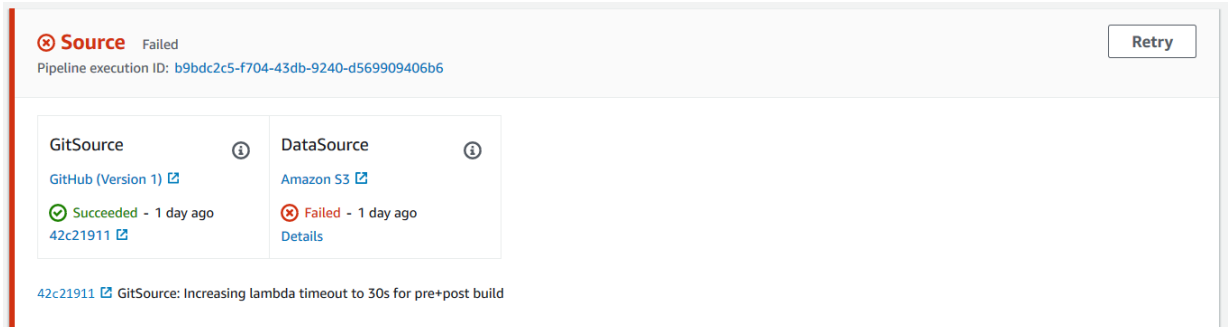 Source Failed
Retry
Pipeline execution ID: b9bdc2c5-f704-43db-9240-d569909406b6
GitSource
GitHub (Version 1)
Succeeded - 1 day ago
42c21911
DataSource
Amazon S3
Failed - 1 day ago
Details
42c21911 GitSource: Increasing lambda timeout to 30s for pre+post build